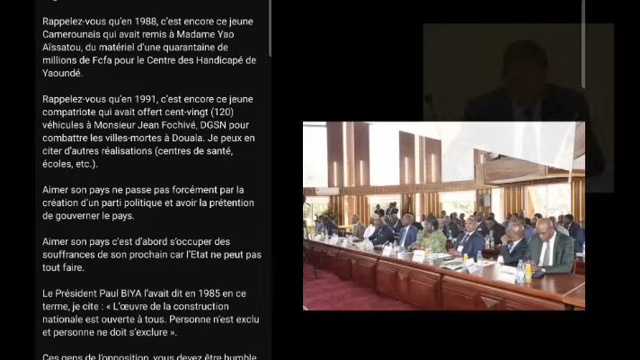 Rappelez-vous qu'en 1988, c'est encore ce jeune
Camerounais qui avait remis à Madame Yao
Aïssatou, du matériel d'une quarantaine de
millions de Fcfa pour le Centre des Handicapé de
Yaoundé.
Rappelez-vous qu'en 1991, c'est encore ce jeune
compatriote qui avait offert cent-vingt (120)
véhicules à Monsieur Jean Fochivé, DGSN pour
combattre les villes-mortes à Douala. Je peux en
citer d'autres réalisations (centres de santé,
écoles, etc.).
Aimer son pays ne passe pas forcément par la
création d'un parti politique et avoir la prétention
de gouverner le pays.
Aimer son pays c'est d'abord s'occuper des
souffrances de son prochain car l'Etat ne peut pas
tout faire.
Le Président Paul BIYA l'avait dit en 1985 en ce
terme, je cite : « L'œuvre de la construction
nationale est ouverte à tous. Personne n'est exclu
et personne ne doit s'exclure ».
Ces gens de l'opposition, vous devez être humble